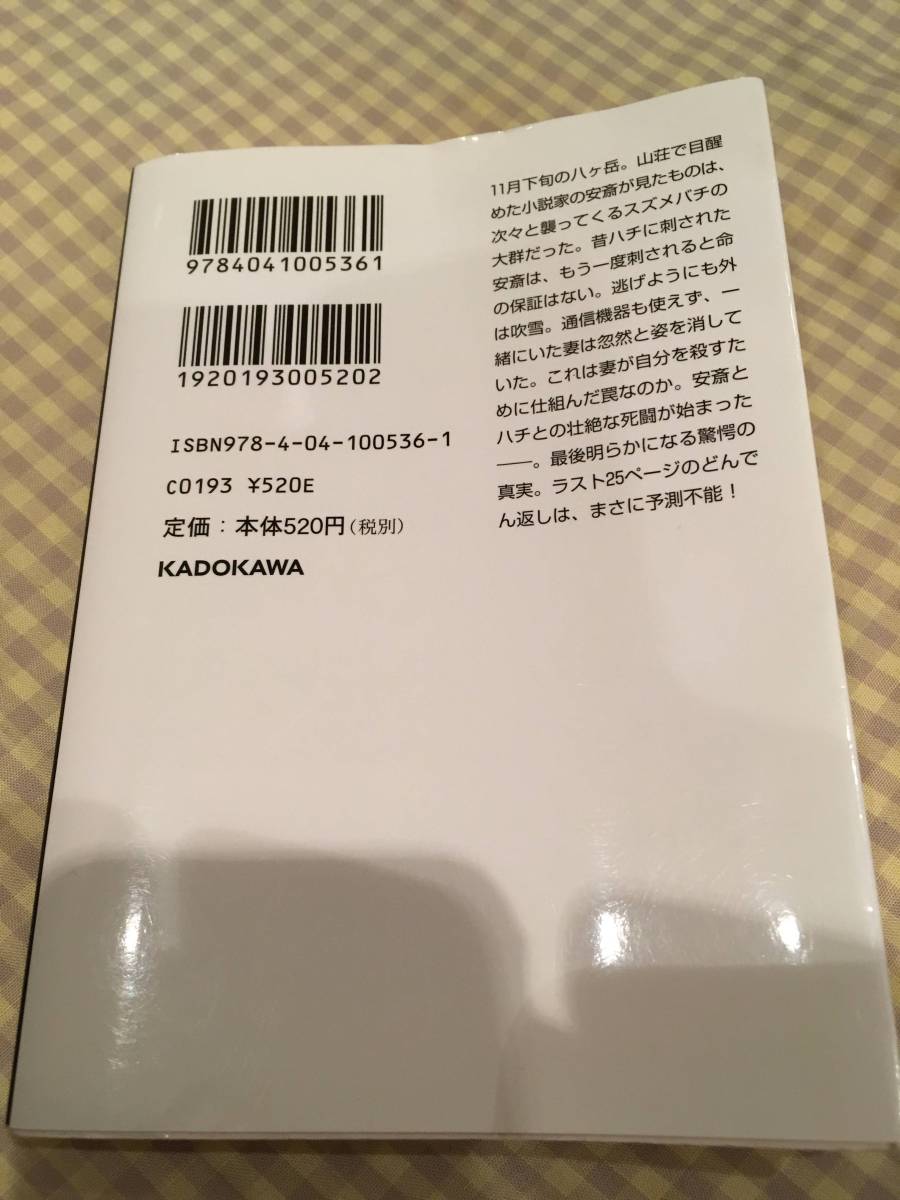 9784041005361
1920193005202
ISBN978-4-04-100536-1
C0193 ¥520E
定価：本体520円（税別）
KADOKAWA
11月下旬の八ヶ岳。山荘で目醒
めた小説家の安斎が見たものは、
次々と襲ってくるスズメバチの
大群だった。昔ハチに刺された
安斎は、もう一度刺されると命
の保証はない。逃げようにも外
は吹雪。通信機器も使えず、一
緒にいた妻は忽然と姿を消して
いた。これは妻が自分を殺すた
めに仕組んだ罠なのか。安斎と
ハチとの壮絶な死闘が始まった
――。最後明らかになる驚愕の
真実。ラスト25ページのどんで
ん返しは、まさに予測不能！